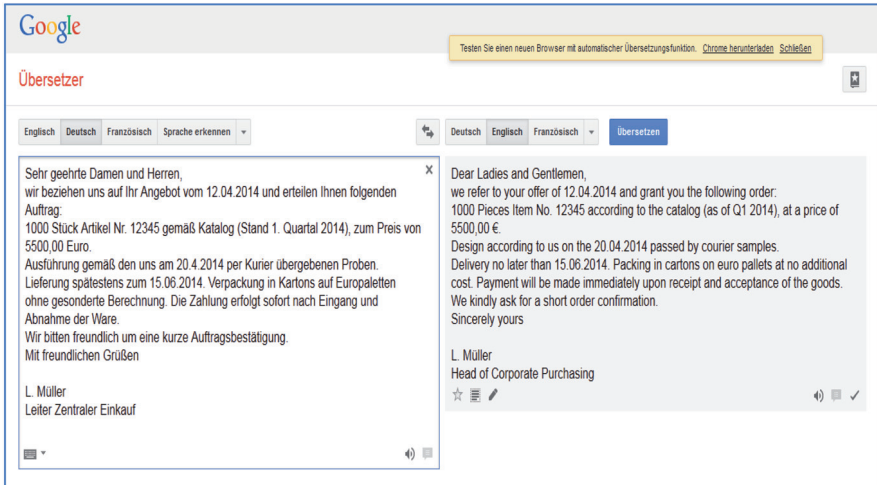 Google
Testen Sie einen neuen Browser mit automatischer Übersetzungsfunktion. Chrome herunterladen Schließen
Übersetzer
Englisch Deutsch Französisch Sprache erkennen
Deutsch Englisch Französisch Übersetzen
Sehr geehrte Damen und Herren,
wir beziehen uns auf Ihr Angebot vom 12.04.2014 und erteilen Ihnen folgenden
Auftrag:
1000 Stück Artikel Nr. 12345 gemäß Katalog (Stand 1. Quartal 2014), zum Preis von
5500,00 Euro.
Ausführung gemäß den uns am 20.4.2014 per Kurier übergebenen Proben.
Lieferung spätestens zum 15.06.2014. Verpackung in Kartons auf Europaletten
ohne gesonderte Berechnung. Die Zahlung erfolgt sofort nach Eingang und
Abnahme der Ware.
Wir bitten freundlich um eine kurze Auftragsbestätigung.
Mit freundlichen Grüßen
L. Müller
Leiter Zentraler Einkauf
Dear Ladies and Gentlemen,
we refer to your offer of 12.04.2014 and grant you the following order:
1000 Pieces Item No. 12345 according to the catalog (as of Q1 2014), at a price of
5500,00 €.
Design according to us on the 20.04.2014 passed by courier samples.
Delivery no later than 15.06.2014. Packing in cartons on euro pallets at no additional
cost. Payment will be made immediately upon receipt and acceptance of the goods.
We kindly ask for a short order confirmation.
Sincerely yours
L. Müller
Head of Corporate Purchasing